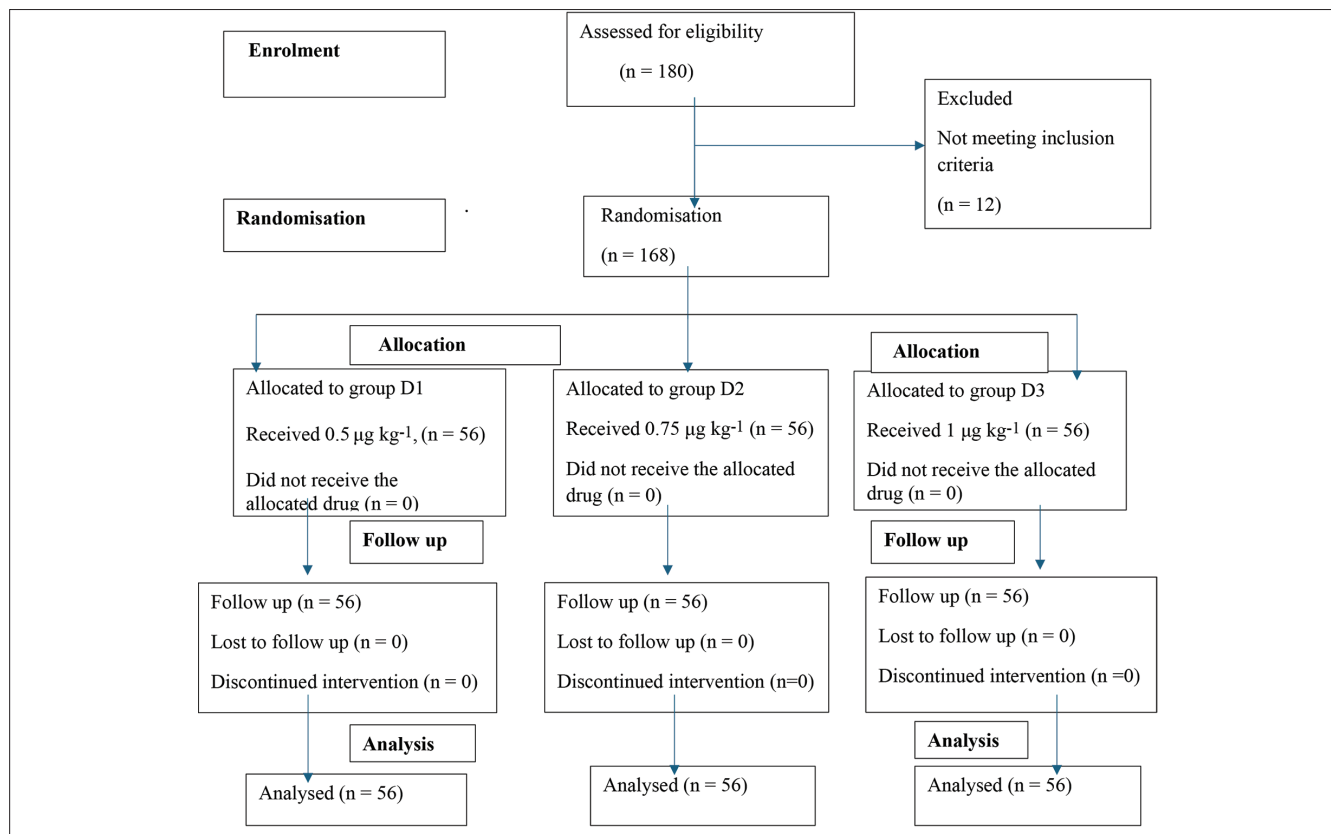 Enrolment
Assessed for eligibility
(n = 180)
Excluded
Not meeting inclusion
criteria
(n = 12)
Randomisation
.
Randomisation
(n = 168)
Allocation
Allocation
Allocated to group D1
Received 0.5 µg kg⁻¹, (n = 56)
Did not receive the
allocated drug (n = 0)
Allocated to group D2
Received 0.75 µg kg⁻¹ (n = 56)
Did not receive the allocated
drug (n = 0)
Allocated to group D3
Received 1 µg kg⁻¹ (n = 56)
Did not receive the allocated
drug (n = 0)
Follow up
Follow up
Follow up (n = 56)
Lost to follow up (n = 0)
Discontinued intervention (n = 0)
Follow up (n = 56)
Lost to follow up (n = 0)
Discontinued intervention (n=0)
Follow up (n = 56)
Lost to follow up (n = 0)
Discontinued intervention (n =0)
Analysis
Analysis
Analysed (n = 56)
Analysed (n = 56)
Analysed (n = 56)